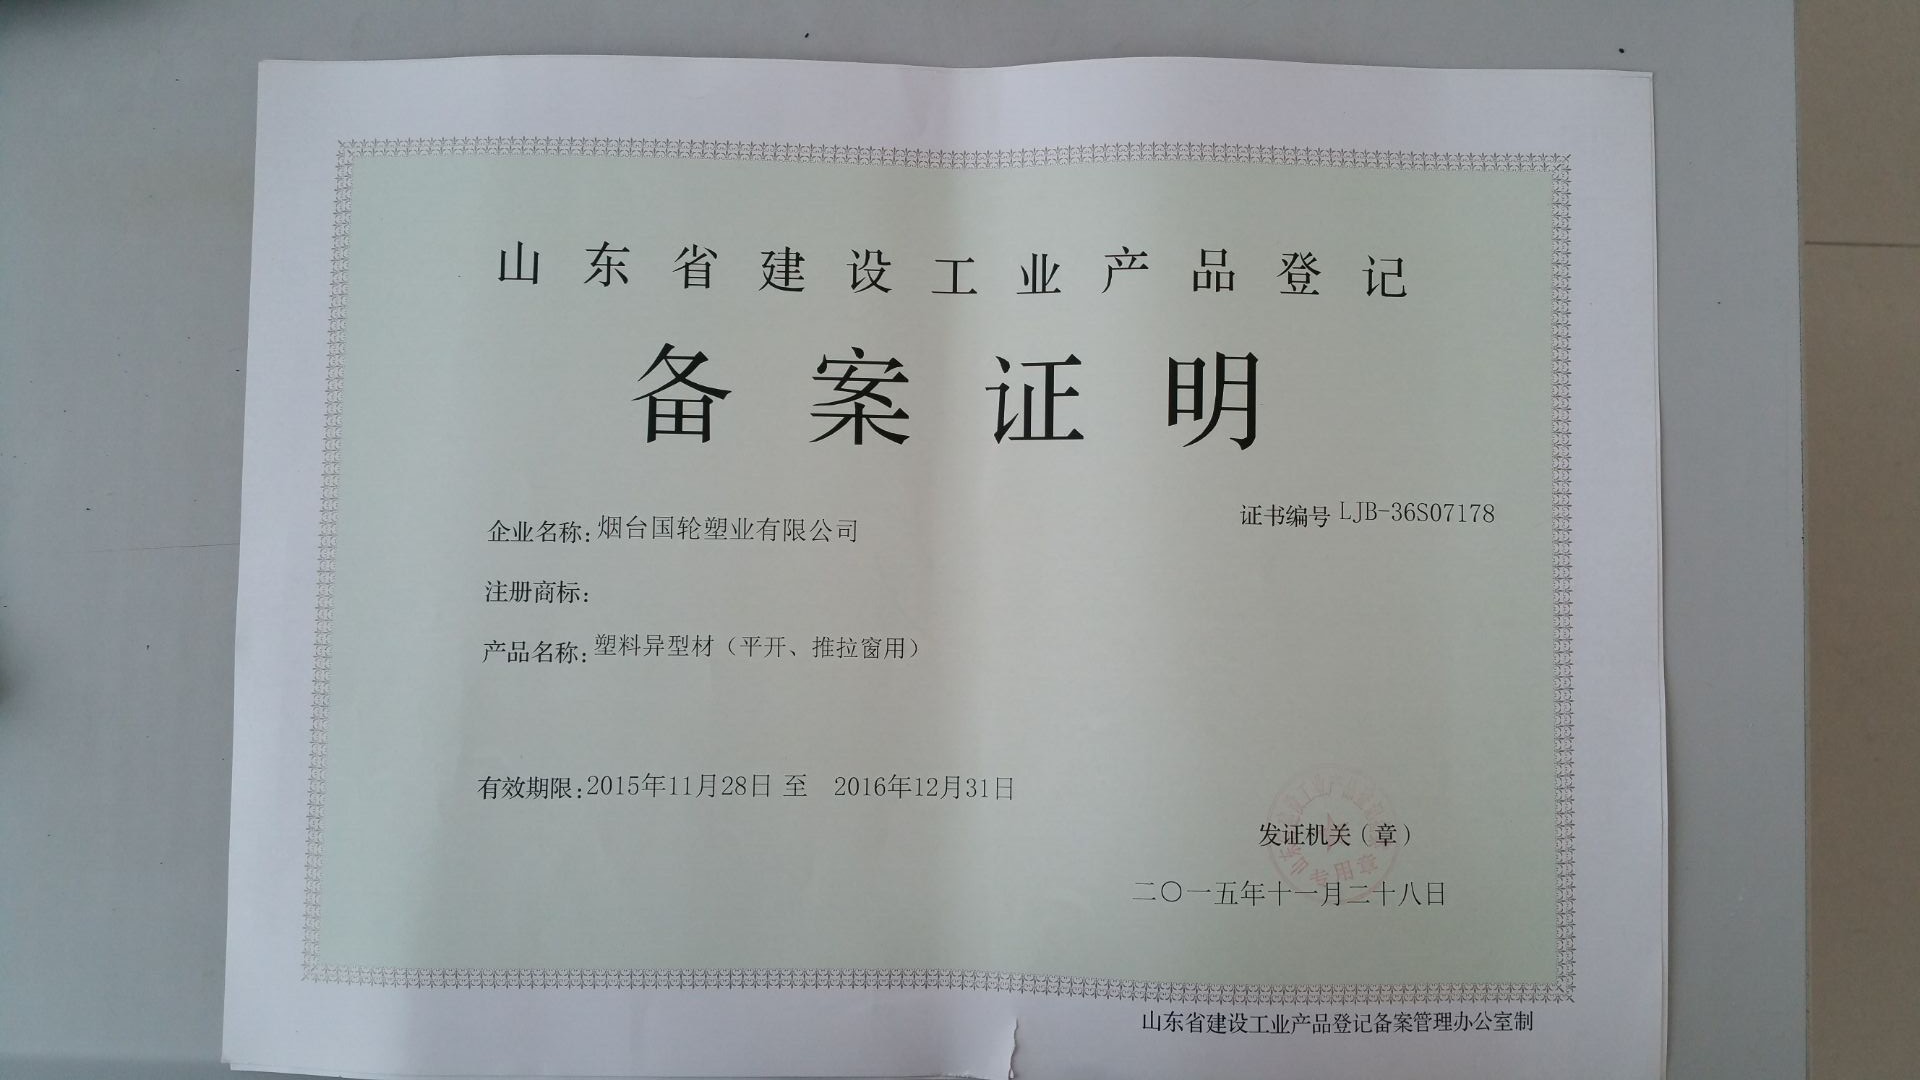 山东省建设工业产品登记
备案证明
证书编号 LJB-36S07178
企业名称:烟台国轮塑业有限公司
注册商标:
产品名称:塑料异型材（平开、推拉窗用）
有效期限:2015年11月28日 至 2016年12月31日
发证机关（章）
专用章
二〇一五年十一月二十八日
山东省建设工业产品登记备案管理办公室制